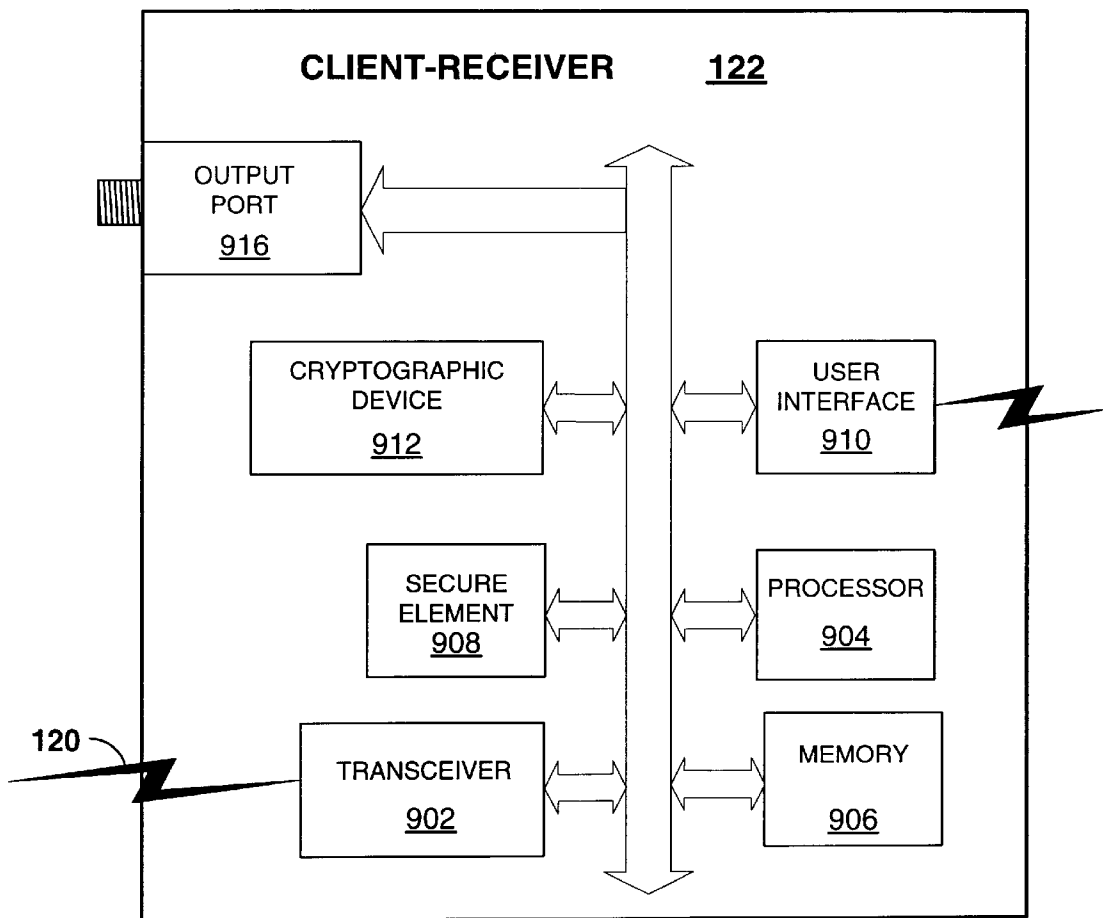 CLIENT-RECEIVER 122
OUTPUT
PORT
916
CRYPTOGRAPHIC
DEVICE
912
USER
INTERFACE
910
SECURE
ELEMENT
908
PROCESSOR
904
120
TRANSCEIVER
902
MEMORY
906